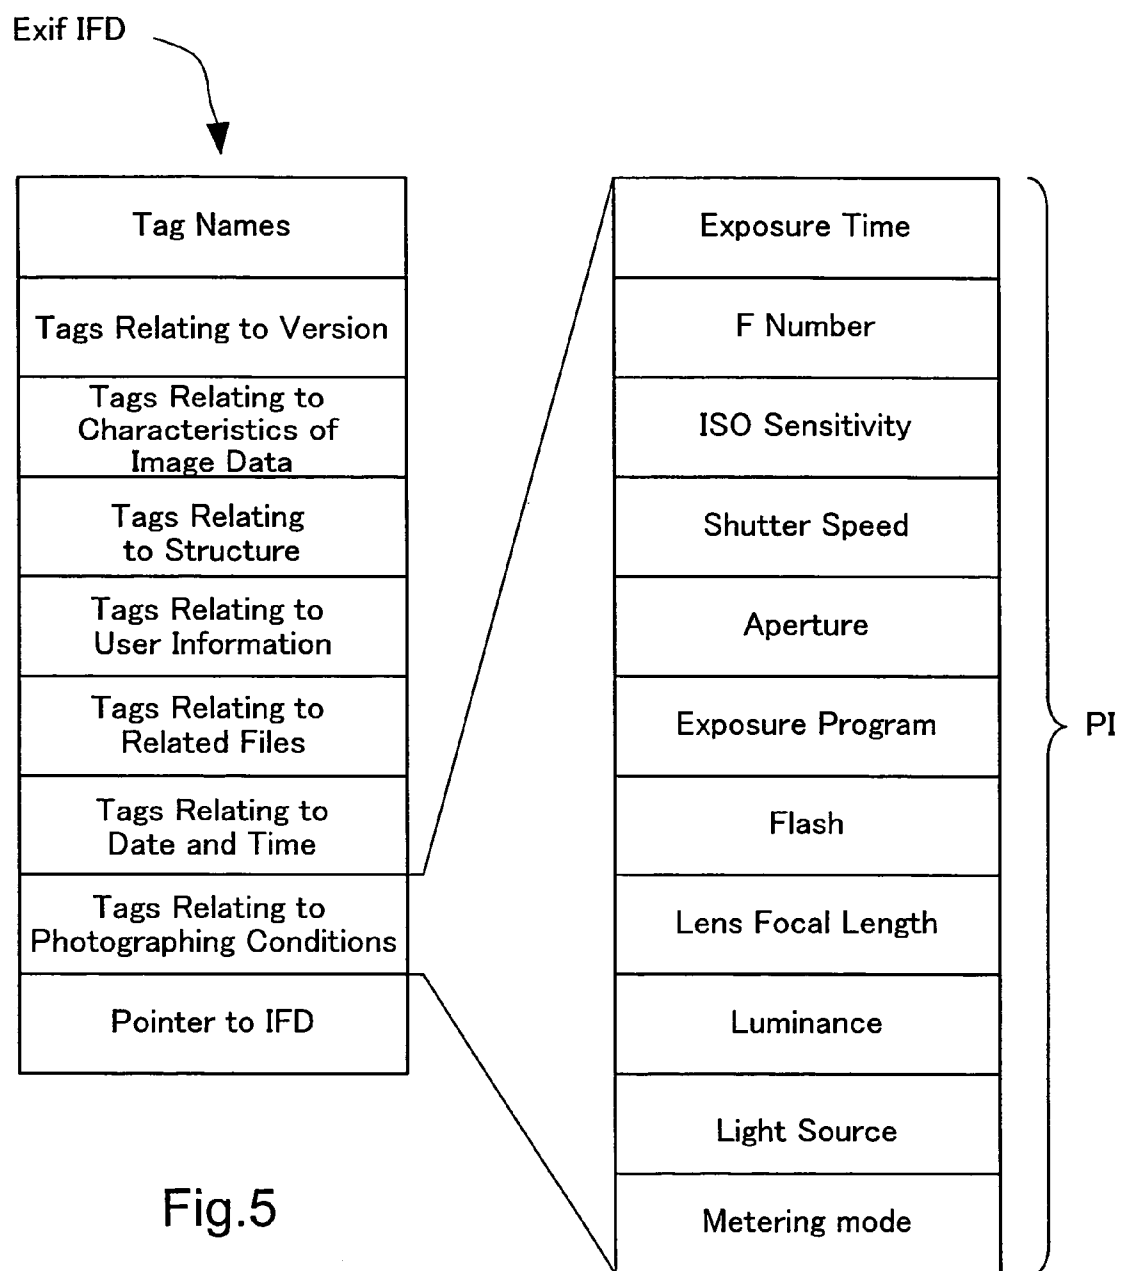 Exif IFD
Tag Names
Tags Relating to Version
Tags Relating to
Characteristics of
Image Data
Tags Relating
to Structure
Tags Relating to
User Information
Tags Relating to
Related Files
Tags Relating to
Date and Time
Tags Relating to
Photographing Conditions
Pointer to IFD
Exposure Time
F Number
ISO Sensitivity
Shutter Speed
Aperture
Exposure Program
Flash
Lens Focal Length
Luminance
Light Source
Metering mode
PI
Fig.5